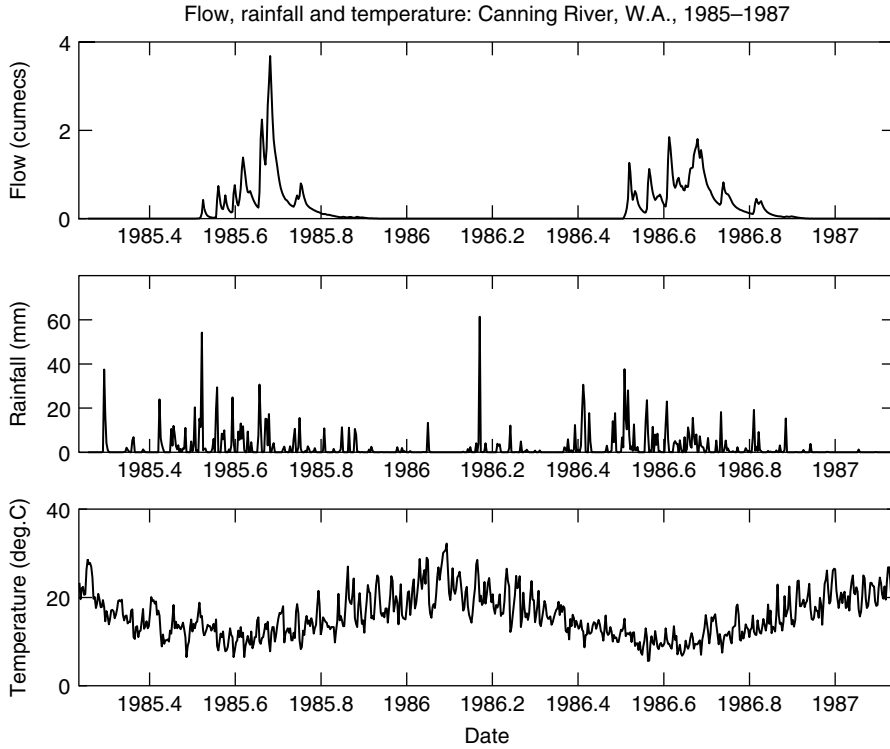 Flow, rainfall and temperature: Canning River, W.A., 1985–1987
Flow (cumecs)
4
2
0
1985.4 1985.6 1985.8 1986 1986.2 1986.4 1986.6 1986.8 1987
Rainfall (mm)
60
40
20
0
1985.4 1985.6 1985.8 1986 1986.2 1986.4 1986.6 1986.8 1987
Temperature (deg.C)
40
20
0
1985.4 1985.6 1985.8 1986 1986.2 1986.4 1986.6 1986.8 1987
Date